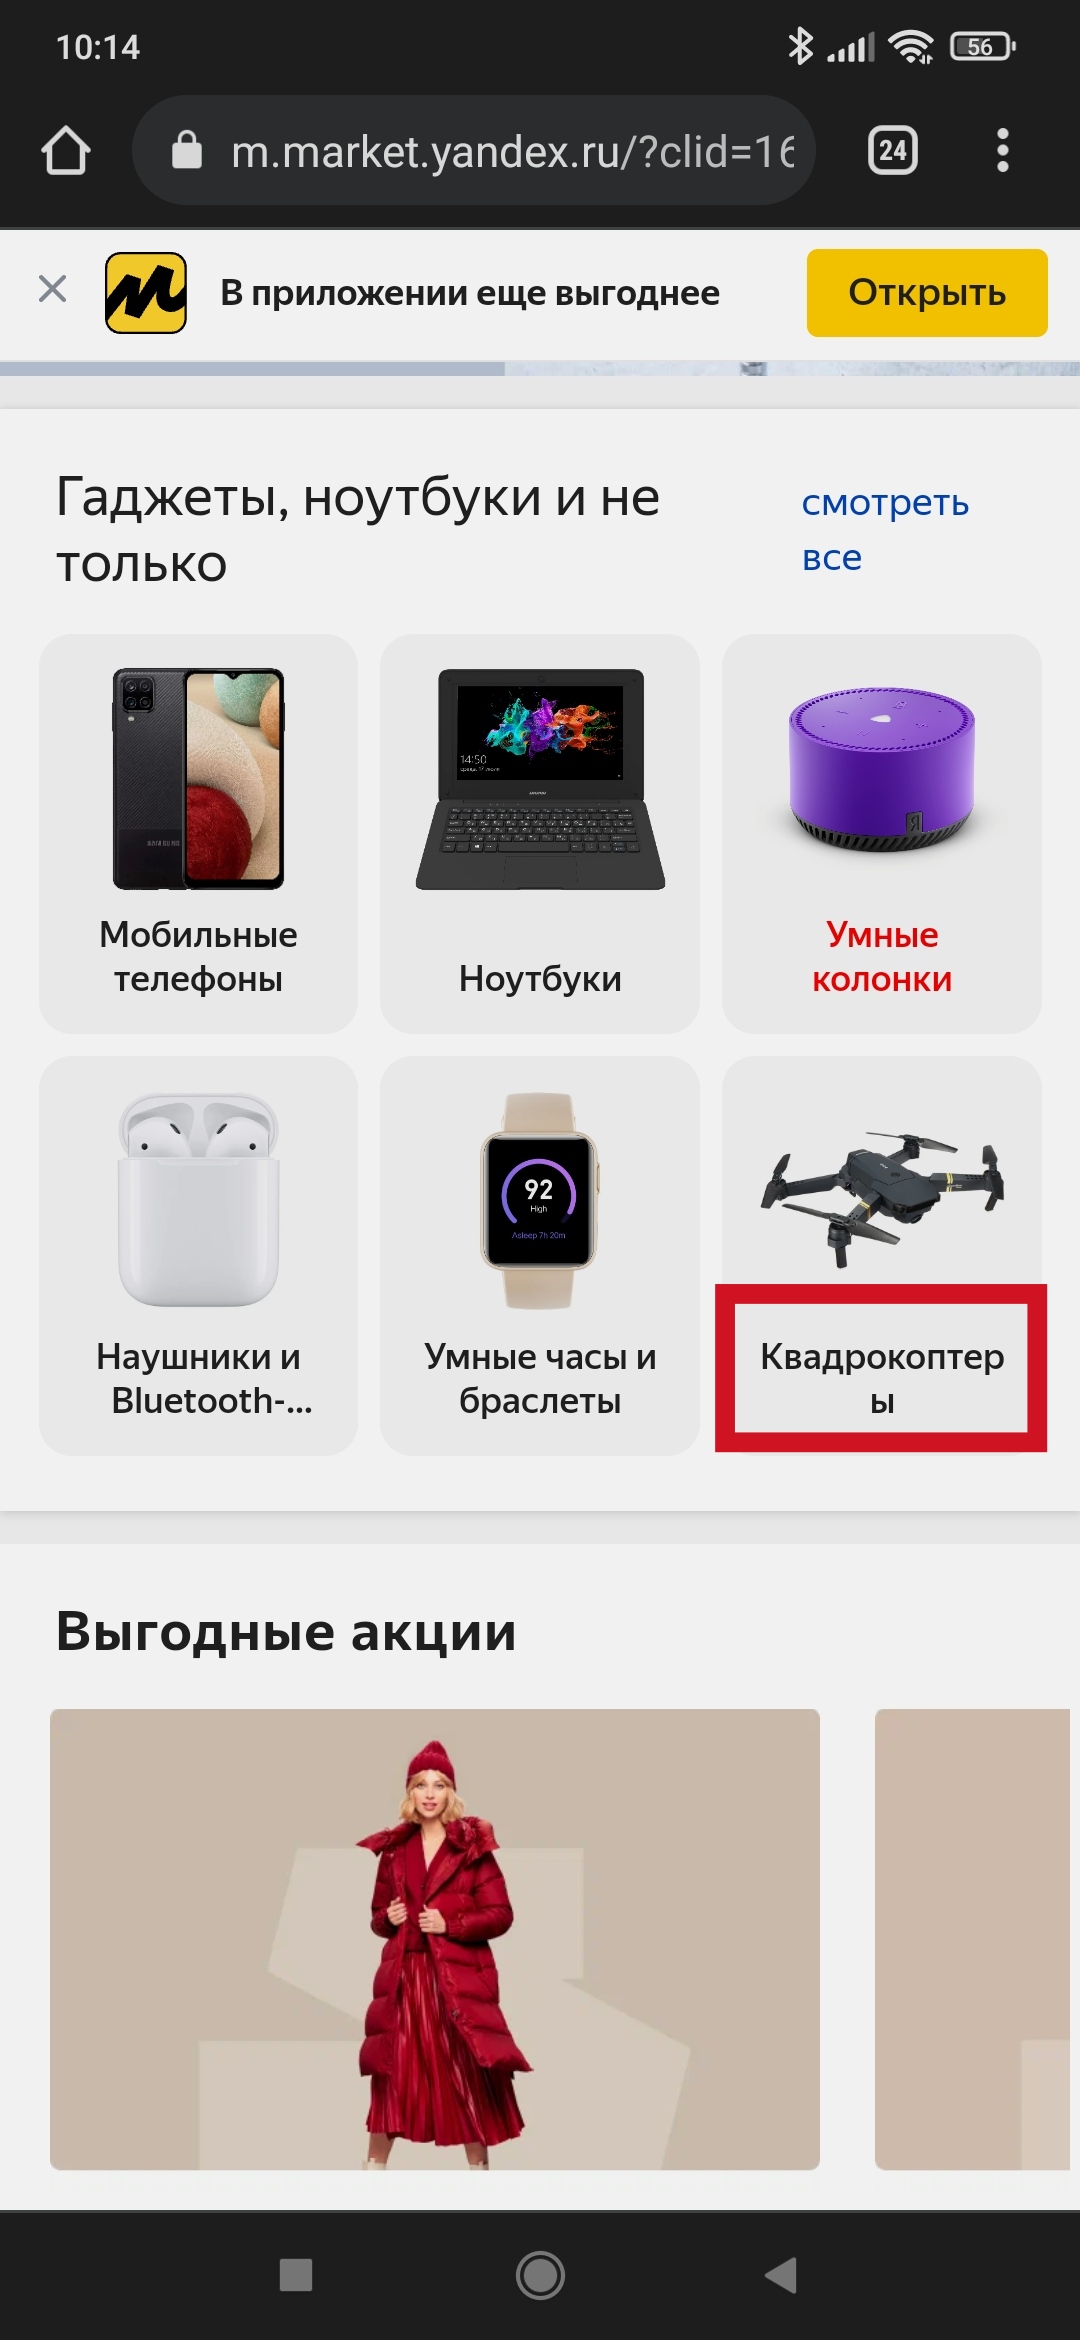 10:14
56
m.market.yandex.ru/?clid=16
24
В приложении еще выгоднее
Открыть
Гаджеты, ноутбуки и не
только
смотреть
все
14:50
SAMSUNG
Мобильные
телефоны
Ноутбуки
Умные
колонки
92
High
Asleep 7h 20m
Наушники и
Bluetooth-...
Умные часы и
браслеты
Квадрокоптер
ы
Выгодные акции